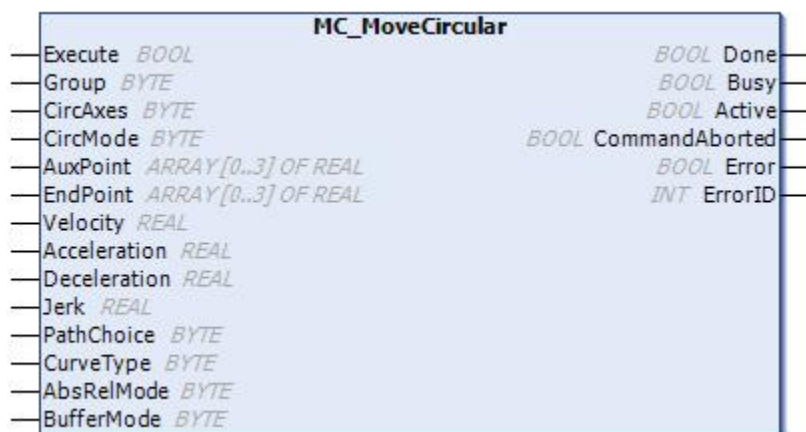 MC_MoveCircular
Execute BOOL BOOL Done
Group BYTE BOOL Busy
CircAxes BYTE BOOL Active
CircMode BYTE BOOL CommandAborted
AuxPoint ARRAY [0..3] OF REAL BOOL Error
EndPoint ARRAY [0..3] OF REAL INT ErrorID
Velocity REAL
Acceleration REAL
Deceleration REAL
Jerk REAL
PathChoice BYTE
CurveType BYTE
AbsRelMode BYTE
BufferMode BYTE